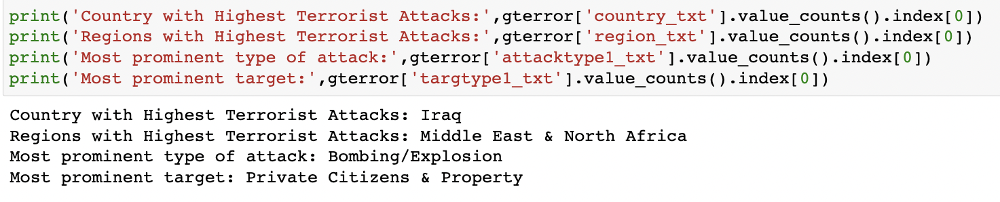 print('Country with Highest Terrorist Attacks:',gterror['country_txt'].value_counts().index[0])
print('Regions with Highest Terrorist Attacks:',gterror['region_txt'].value_counts().index[0])
print('Most prominent type of attack:',gterror['attacktype1_txt'].value_counts().index[0])
print('Most prominent target:',gterror['targtype1_txt'].value_counts().index[0])
Country with Highest Terrorist Attacks: Iraq
Regions with Highest Terrorist Attacks: Middle East & North Africa
Most prominent type of attack: Bombing/Explosion
Most prominent target: Private Citizens & Property